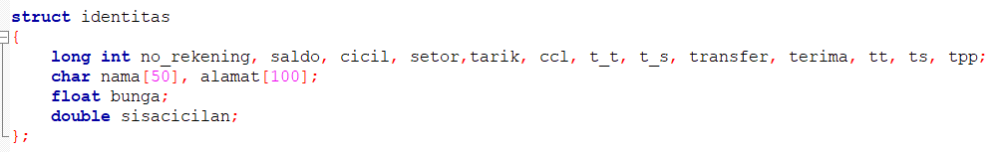 struct identitas
{
    long int no_rekening, saldo, cicil, setor,tarik, ccl, t_t, t_s, transfer, terima, tt, ts, tpp;
    char nama[50], alamat[100];
    float bunga;
    double sisacicilan;
};